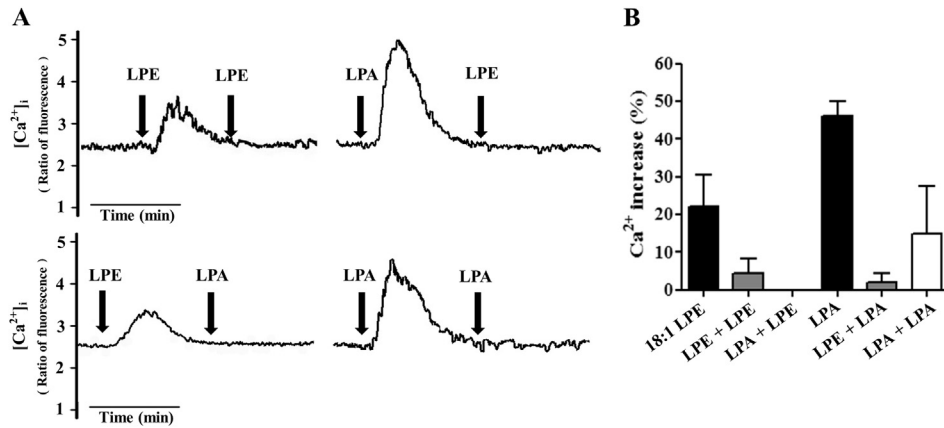 A
B
[Ca²⁺]ᵢ
( Ratio of fluorescence)
5
4
3
2
1
LPE
LPE
LPA
LPE
Time (min)
[Ca²⁺]ᵢ
( Ratio of fluorescence)
5
4
3
2
1
LPE
LPA
LPA
LPA
Time (min)
Ca²⁺ increase (%)
60
50
40
30
20
10
0
18:1 LPE
LPE + LPE
LPA + LPE
LPA
LPE + LPA
LPA + LPA